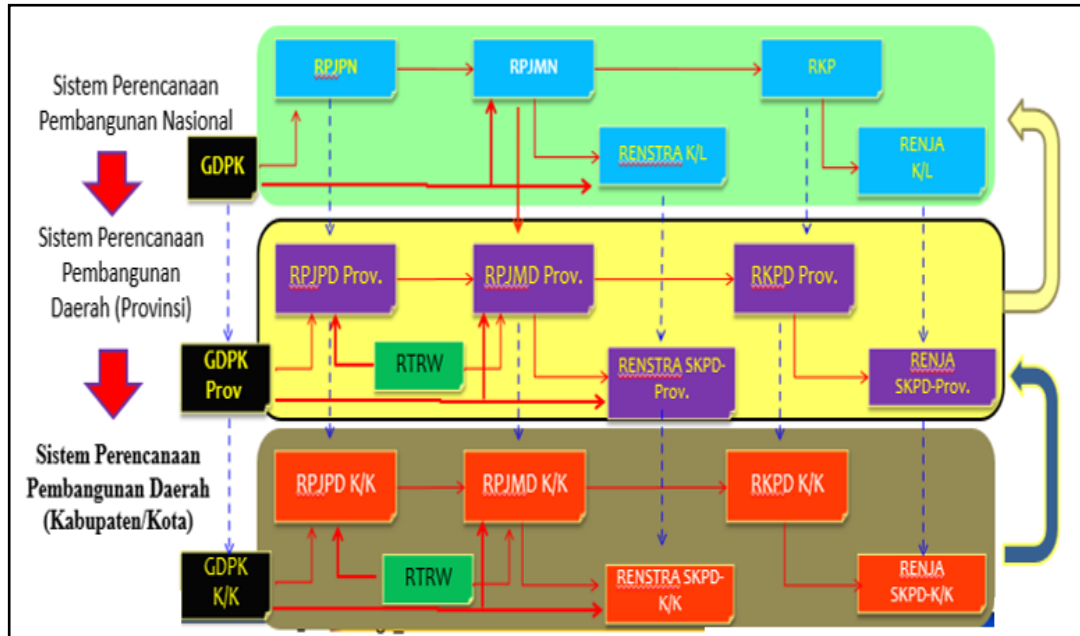 Sistem Perencanaan
Pembangunan Nasional
RPJPN
RPJMN
RKP
GDPK
RENSTRA K/L
RENJA
K/L
Sistem Perencanaan
Pembangunan
Daerah (Provinsi)
RPJPD Prov.
RPJMD Prov.
RKPD Prov.
GDPK
Prov
RTRW
RENSTRA SKPD-
Prov.
RENJA
SKPD-Prov.
Sistem Perencanaan
Pembangunan Daerah
(Kabupaten/Kota)
RPJPD K/K
RPJMD K/K
RKPD K/K
GDPK
K/K
RTRW
RENSTRA SKPD-
K/K
RENJA
SKPD-K/K